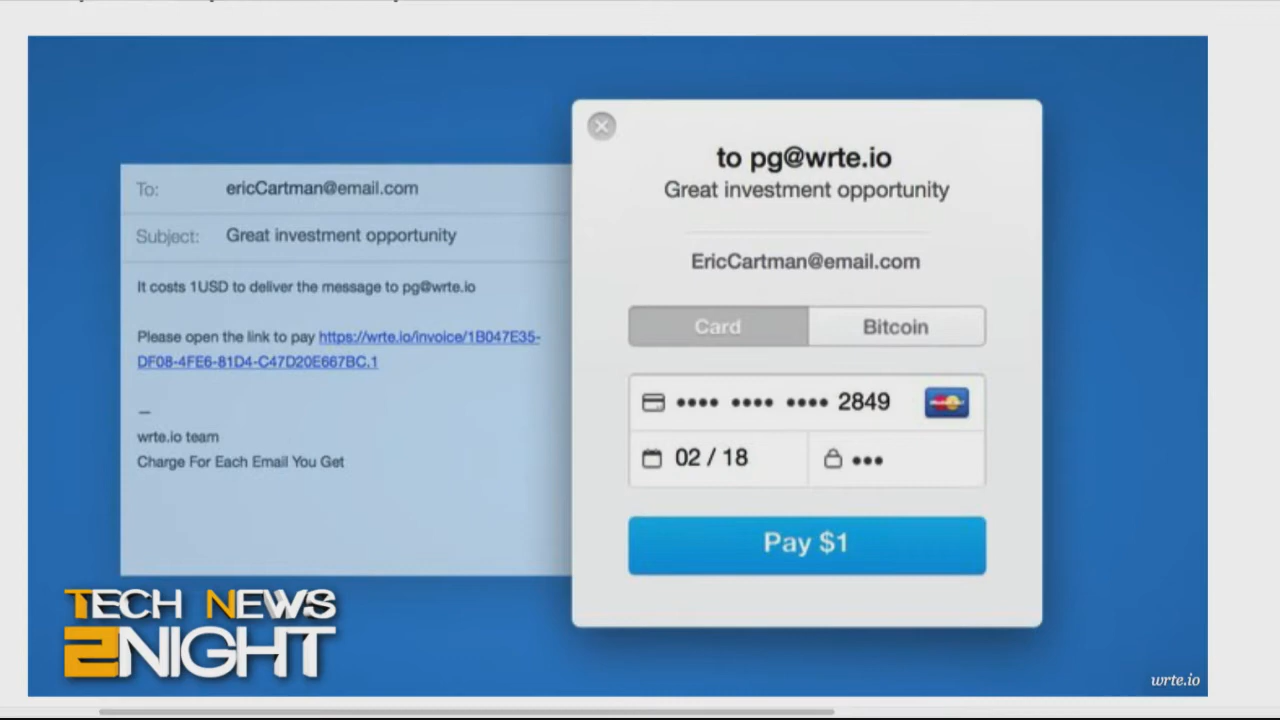 To: ericCartman@email.com
Subject: Great investment opportunity
It costs 1USD to deliver the message to pg@wrte.io
Please open the link to pay https://wrte.io/invoice/1B047E35-
DF08-4FE6-81D4-C47D20E667BC.1
—
wrte.io team
Charge For Each Email You Get
to pg@wrte.io
Great investment opportunity
EricCartman@email.com
Card Bitcoin
•••• •••• •••• 2849
02 / 18 •••
Pay $1
TECH NEWS
2NIGHT
wrte.io